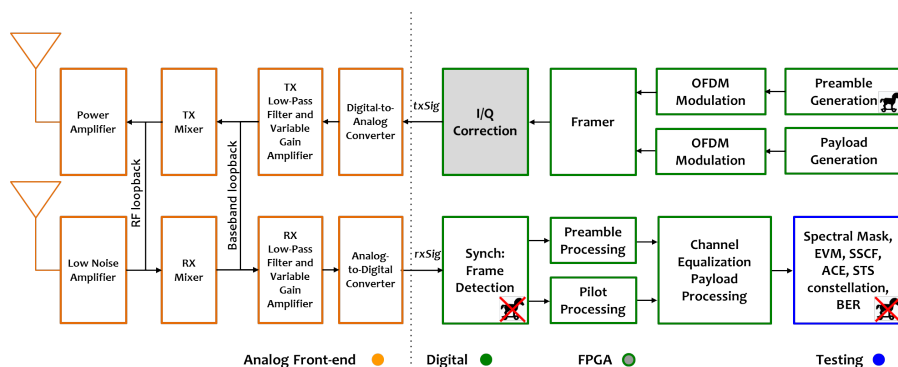 Power
Amplifier
TX
Mixer
TX
Low-Pass
Filter and
Variable
Gain
Amplifier
Digital-to-
Analog
Converter
txSig
I/Q
Correction
Framer
OFDM
Modulation
Preamble
Generation
OFDM
Modulation
Payload
Generation
RF loopback
Baseband loopback
Low Noise
Amplifier
RX
Mixer
RX
Low-Pass
Filter and
Variable
Gain
Amplifier
Analog-
to-Digital
Converter
rxSig
Synch:
Frame
Detection
Preamble
Processing
Pilot
Processing
Channel
Equalization
Payload
Processing
Spectral Mask,
EVM, SSCF,
ACE, STS
constellation,
BER
Analog Front-end
Digital
FPGA
Testing